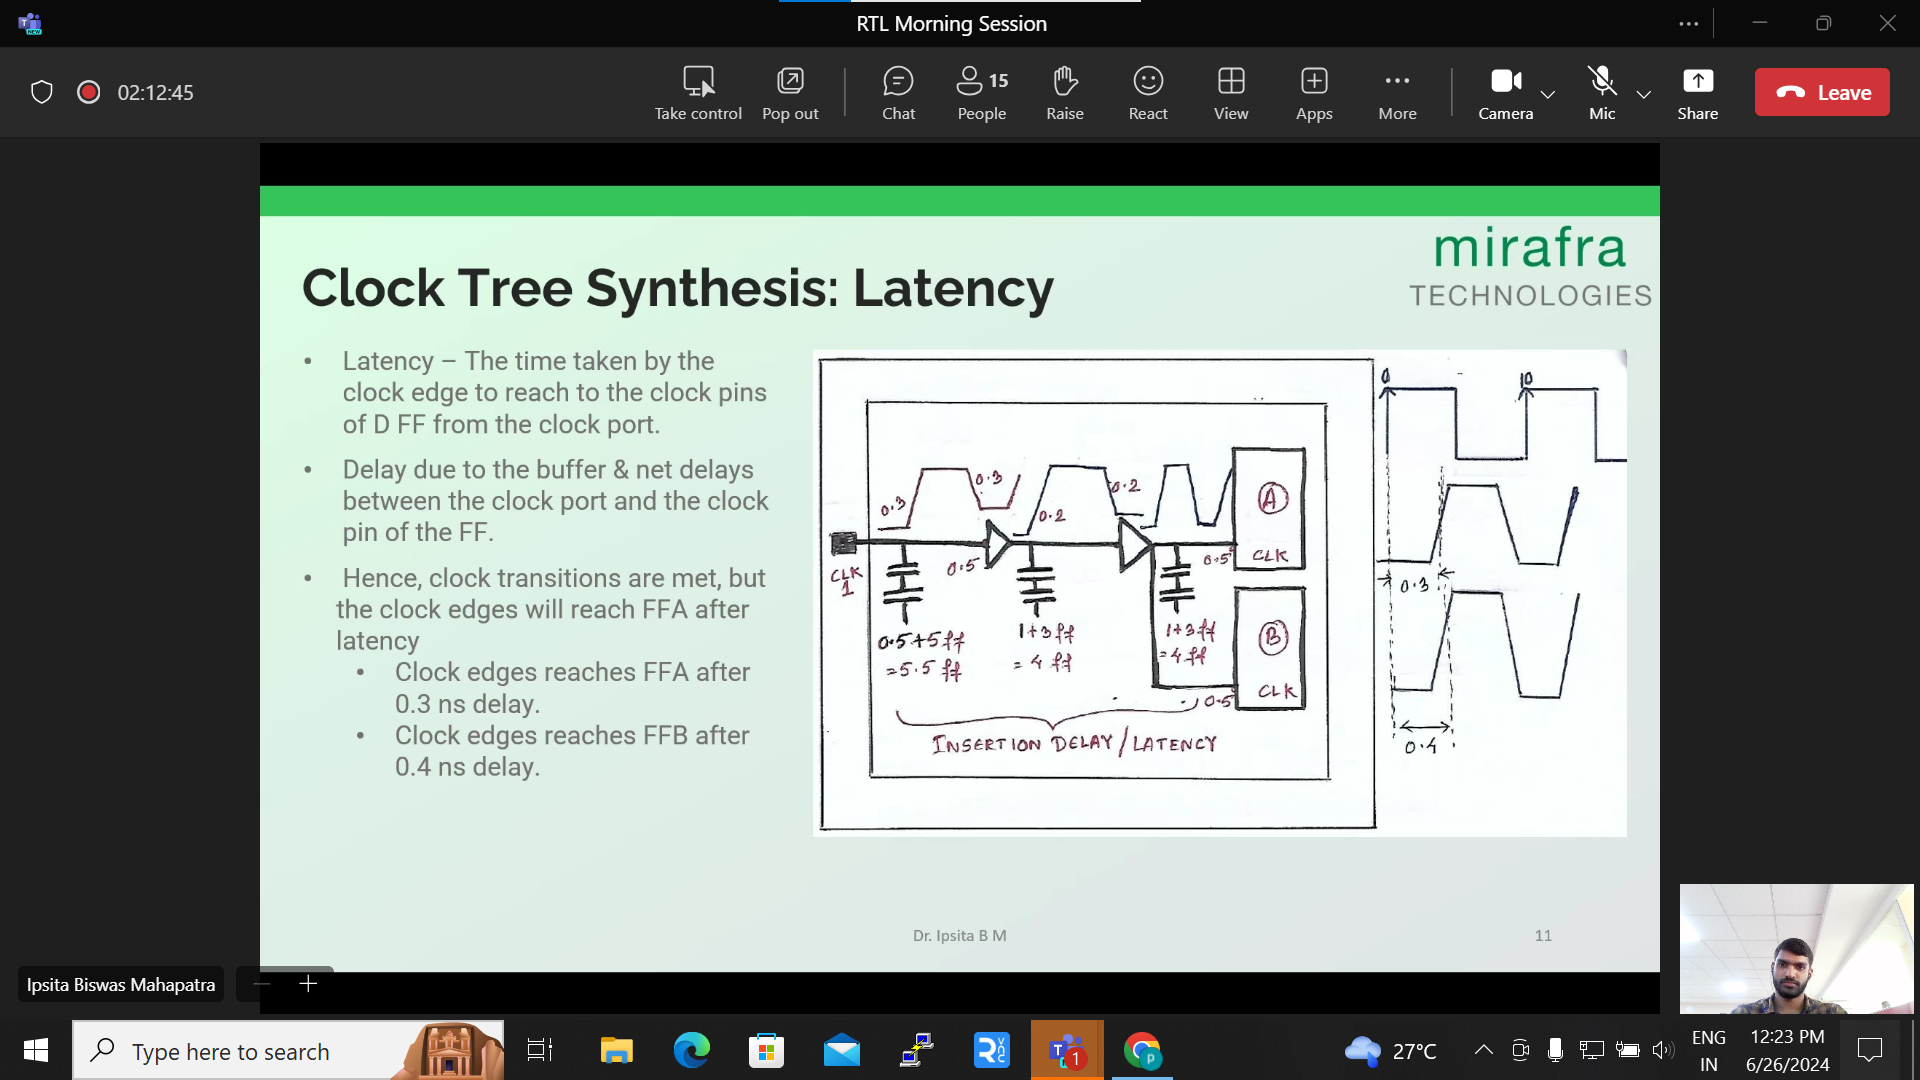 RTL Morning Session
02:12:45
Take control
Pop out
Chat
15
People
Raise
React
View
Apps
More
Camera
Mic
Share
Leave
mirafra
TECHNOLOGIES
Clock Tree Synthesis: Latency
• Latency – The time taken by the
clock edge to reach to the clock pins
of D FF from the clock port.
• Delay due to the buffer & net delays
between the clock port and the clock
pin of the FF.
• Hence, clock transitions are met, but
the clock edges will reach FFA after
latency
• Clock edges reaches FFA after
0.3 ns delay.
• Clock edges reaches FFB after
0.4 ns delay.
0
10
0.3
0.3
0.2
0.2
A
CLK
1
0.5
0.5
CLK
0.5+5ff
=5.5 ff
1+3ff
= 4 ff
1+3ff
=4 ff
B
CLK
0.5
INSERTION DELAY/LATENCY
0.3
0.4
Dr. Ipsita B M
11
Ipsita Biswas Mahapatra
Type here to search
1
p
27°C
ENG
IN
12:23 PM
6/26/2024